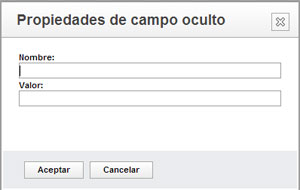 Propiedades de campo oculto
Nombre:
Valor:
Aceptar Cancelar